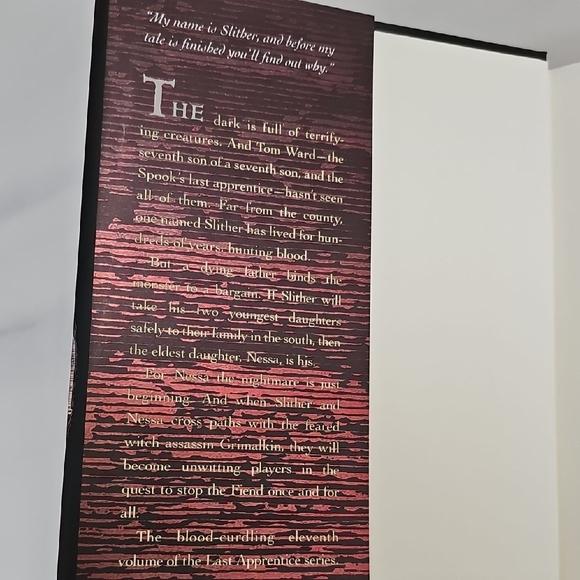 "My name is Slither, and before my
tale is finished you'll find out why."
THE dark is full of terrify-
ing creatures. And Tom Ward—the
seventh son of a seventh son, and the
Spook's last apprentice—hasn't seen
all of them. Far from the county,
one named Slither has lived for hun-
dreds of years, hunting blood.
But a dying father binds the
monster to a bargain. If Slither will
take his two youngest daughters
safely to their family in the south, then
the eldest daughter, Nessa, is his.
For Nessa the nightmare is just
beginning. And when Slither and
Nessa cross paths with the feared
witch assassin Grimalkin, they will
become unwitting players in the
quest to stop the Fiend once and for
all.
The blood-curdling eleventh
volume of the Last Apprentice series.